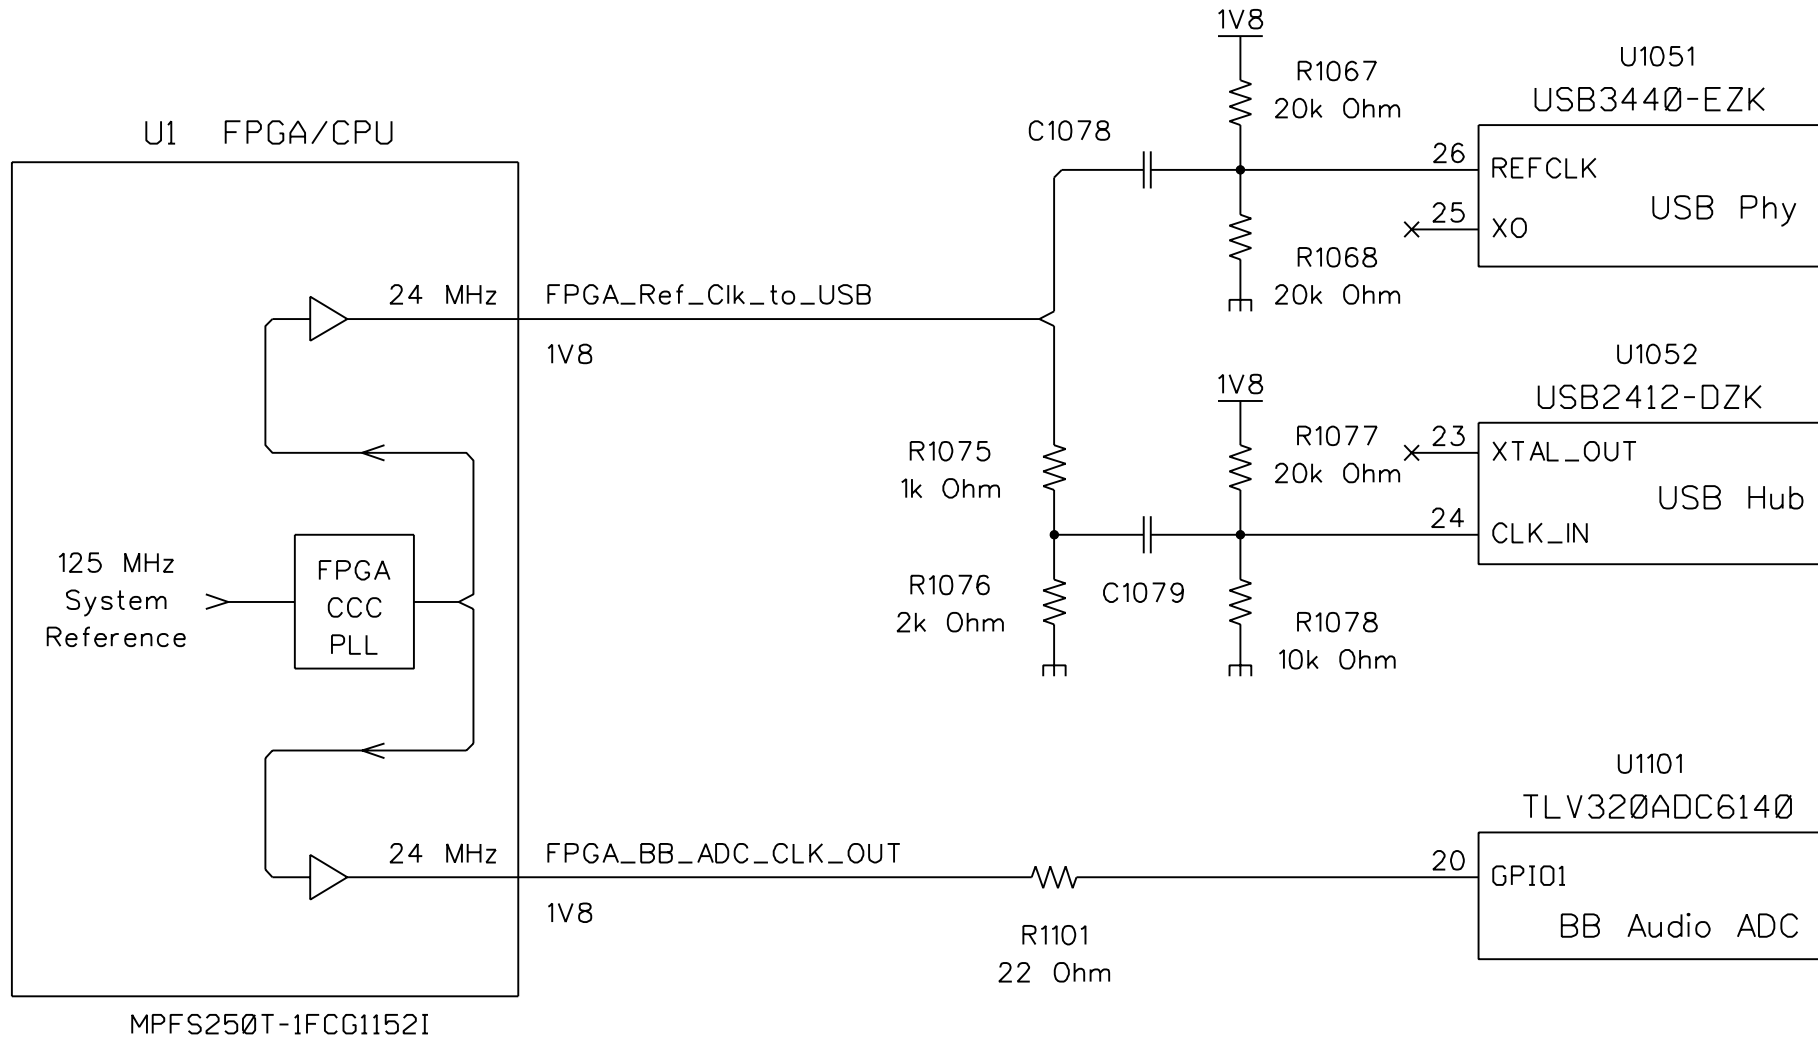 1V8
R1067
20k Ohm
U1051
USB3440-EZK
U1 FPGA/CPU
C1078
26
REFCLK
25
XO
USB Phy
R1068
20k Ohm
24 MHz
FPGA_Ref_Clk_to_USB
1V8
U1052
USB2412-DZK
1V8
R1077
20k Ohm
23
XTAL_OUT
R1075
1k Ohm
USB Hub
24
CLK_IN
125 MHz
System
Reference
FPGA
CCC
PLL
R1076
2k Ohm
C1079
R1078
10k Ohm
U1101
TLV320ADC6140
24 MHz
FPGA_BB_ADC_CLK_OUT
1V8
20
GPIO1
BB Audio ADC
R1101
22 Ohm
MPFS250T-1FCG1152I